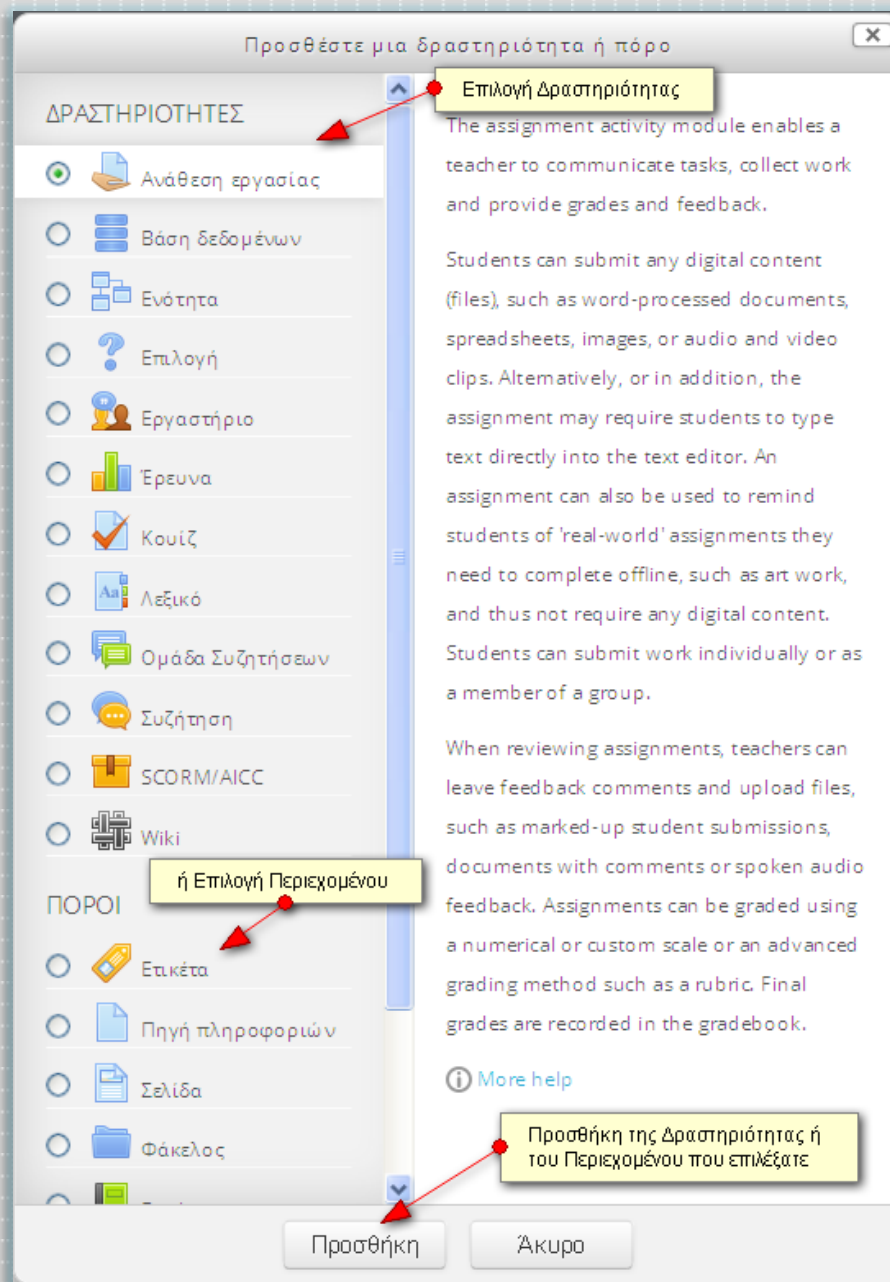 Προσθέστε μια δραστηριότητα ή πόρο
Επιλογή Δραστηριότητας
ΔΡΑΣΤΗΡΙΟΤΗΤΕΣ
Ανάθεση εργασίας
Βάση δεδομένων
Ενότητα
Επιλογή
Εργαστήριο
Έρευνα
Κουίζ
Λεξικό
Ομάδα Συζητήσεων
Συζήτηση
SCORM/AICC
Wiki
ή Επιλογή Περιεχομένου
ΠΟΡΟΙ
Ετικέτα
Πηγή πληροφοριών
Σελίδα
Φάκελος
The assignment activity module enables a
teacher to communicate tasks, collect work
and provide grades and feedback.
Students can submit any digital content
(files), such as word-processed documents,
spreadsheets, images, or audio and video
clips. Alternatively, or in addition, the
assignment may require students to type
text directly into the text editor. An
assignment can also be used to remind
students of 'real-world' assignments they
need to complete offline, such as art work,
and thus not require any digital content.
Students can submit work individually or as
a member of a group.
When reviewing assignments, teachers can
leave feedback comments and upload files,
such as marked-up student submissions,
documents with comments or spoken audio
feedback. Assignments can be graded using
a numerical or custom scale or an advanced
grading method such as a rubric. Final
grades are recorded in the gradebook.
More help
Προσθήκη της Δραστηριότητας ή
του Περιεχομένου που επιλέξατε
Προσθήκη
Άκυρο